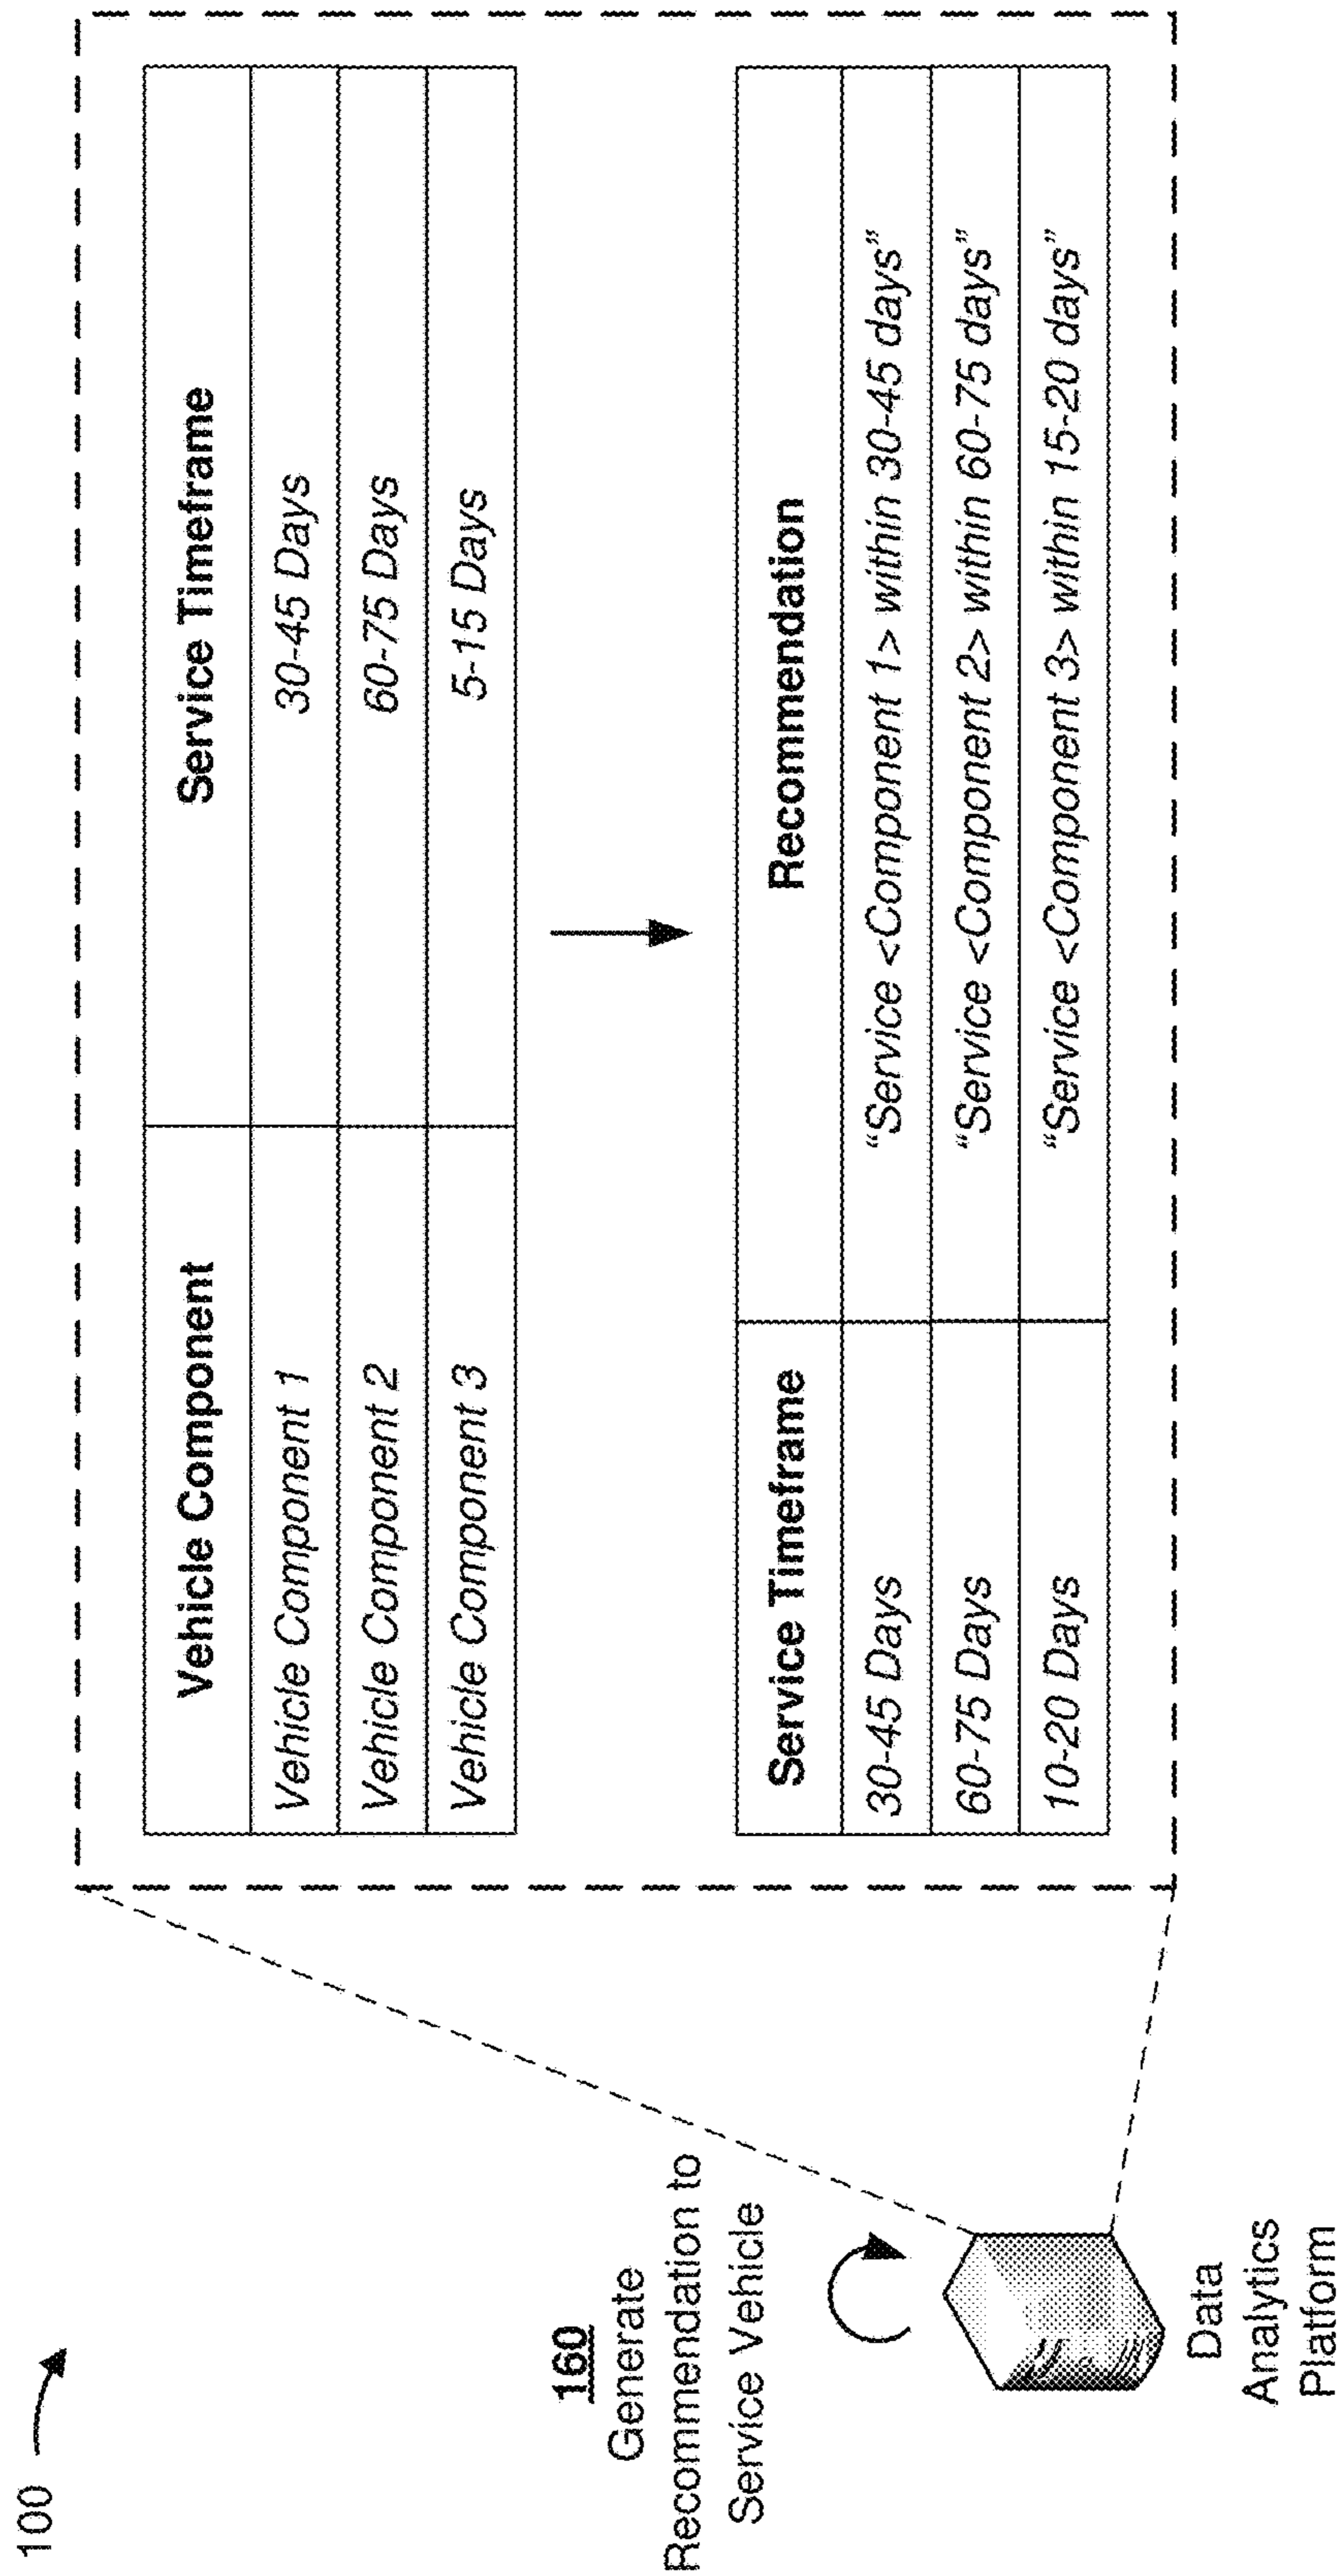 100
160
Generate
Recommendation to
Service Vehicle
Data
Analytics
Platform
Vehicle Component Service Timeframe
Vehicle Component 1 30-45 Days
Vehicle Component 2 60-75 Days
Vehicle Component 3 5-15 Days
Service Timeframe Recommendation
30-45 Days “Service <Component 1> within 30-45 days”
60-75 Days “Service <Component 2> within 60-75 days”
10-20 Days “Service <Component 3> within 15-20 days”